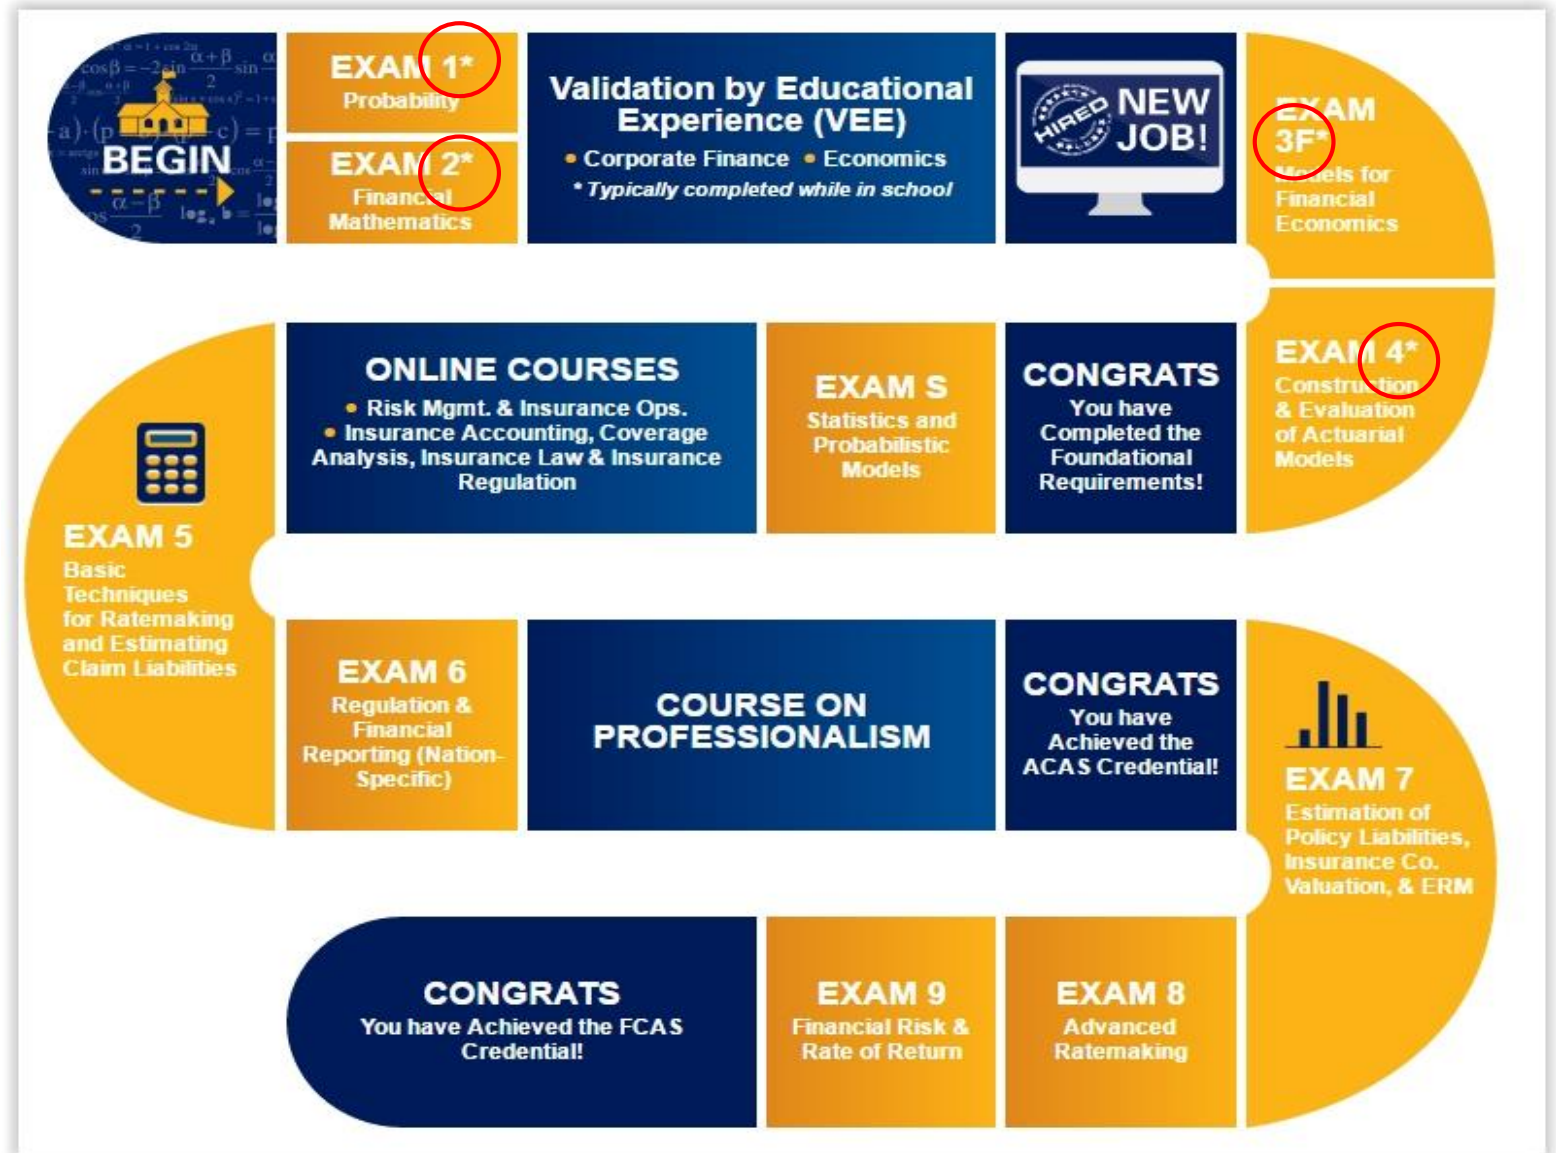 BEGIN
EXAM 1*
Probability
EXAM 2*
Financial
Mathematics
Validation by Educational
Experience (VEE)
• Corporate Finance • Economics
* Typically completed while in school
HIRED
NEW
JOB!
EXAM
3F*
Models for
Financial
Economics
EXAM 4*
Construction
& Evaluation
of Actuarial
Models
CONGRATS
You have
Completed the
Foundational
Requirements!
EXAM S
Statistics and
Probabilistic
Models
ONLINE COURSES
• Risk Mgmt. & Insurance Ops.
• Insurance Accounting, Coverage
Analysis, Insurance Law & Insurance
Regulation
EXAM 5
Basic
Techniques
for Ratemaking
and Estimating
Claim Liabilities
EXAM 6
Regulation &
Financial
Reporting (Nation-
Specific)
COURSE ON
PROFESSIONALISM
CONGRATS
You have
Achieved the
ACAS Credential!
EXAM 7
Estimation of
Policy Liabilities,
Insurance Co.
Valuation, & ERM
EXAM 8
Advanced
Ratemaking
EXAM 9
Financial Risk &
Rate of Return
CONGRATS
You have Achieved the FCAS
Credential!